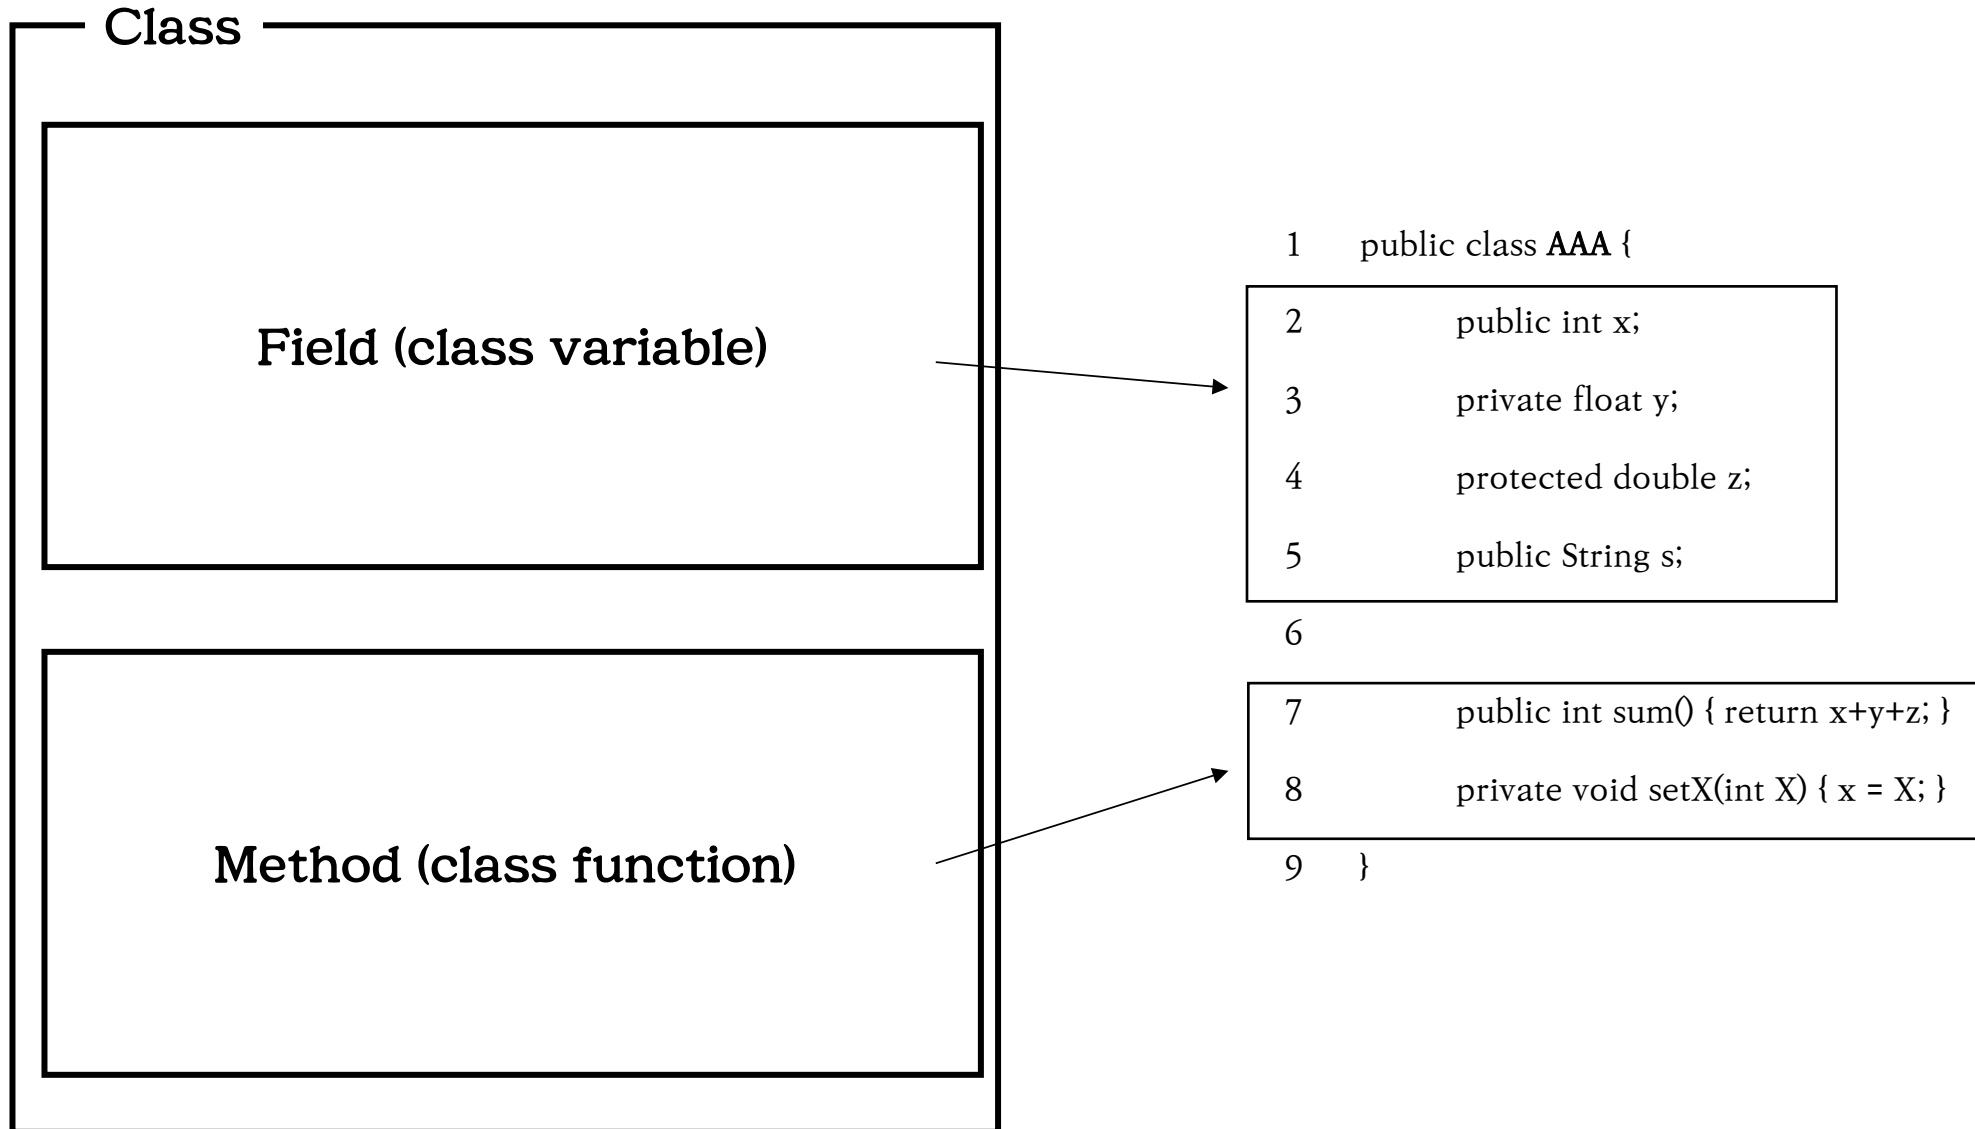 Class
Field (class variable)
Method (class function)
1 public class AAA {
2 public int x;
3 private float y;
4 protected double z;
5 public String s;
6
7 public int sum() { return x+y+z; }
8 private void setX(int X) { x = X; }
9 }